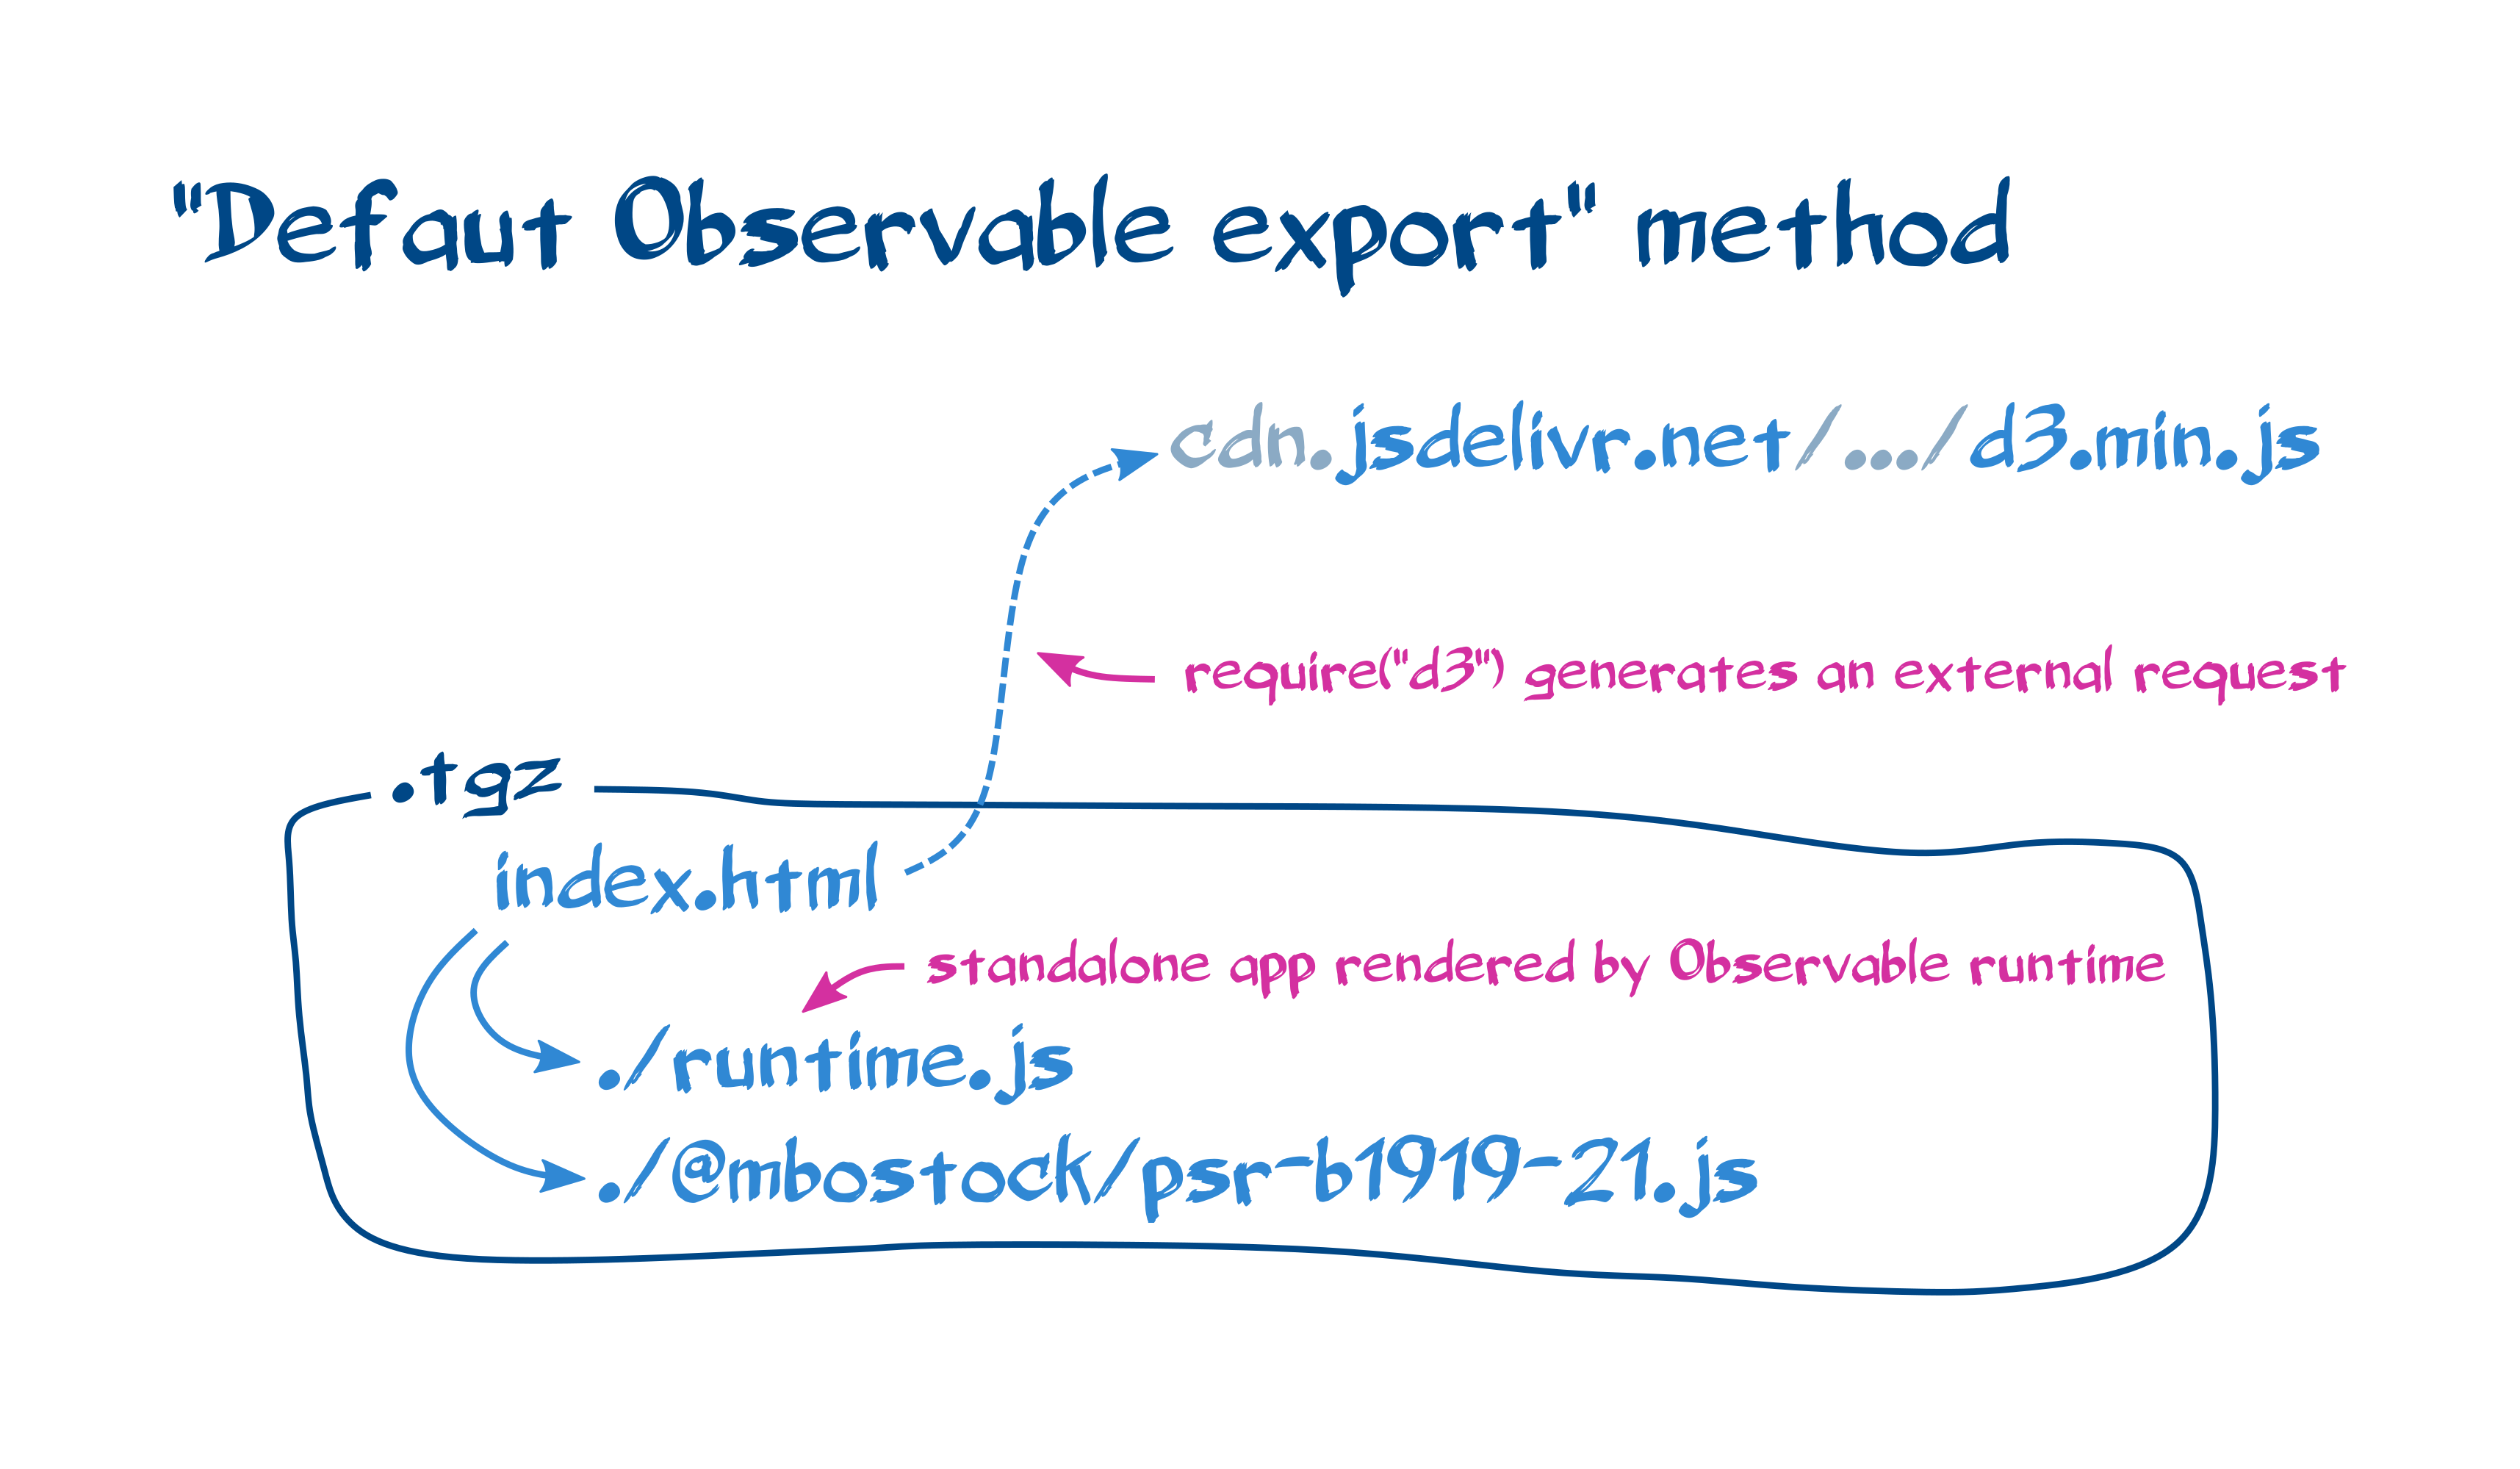 "Defaut Observable export" method
cdn.jsdelivr.net/.../d3.min.js
require("d3") generates an external request
.tgz
index.html
standalone app rendered by Observable runtime
./runtime.js
./@mbostock/psr-b1919-21.js